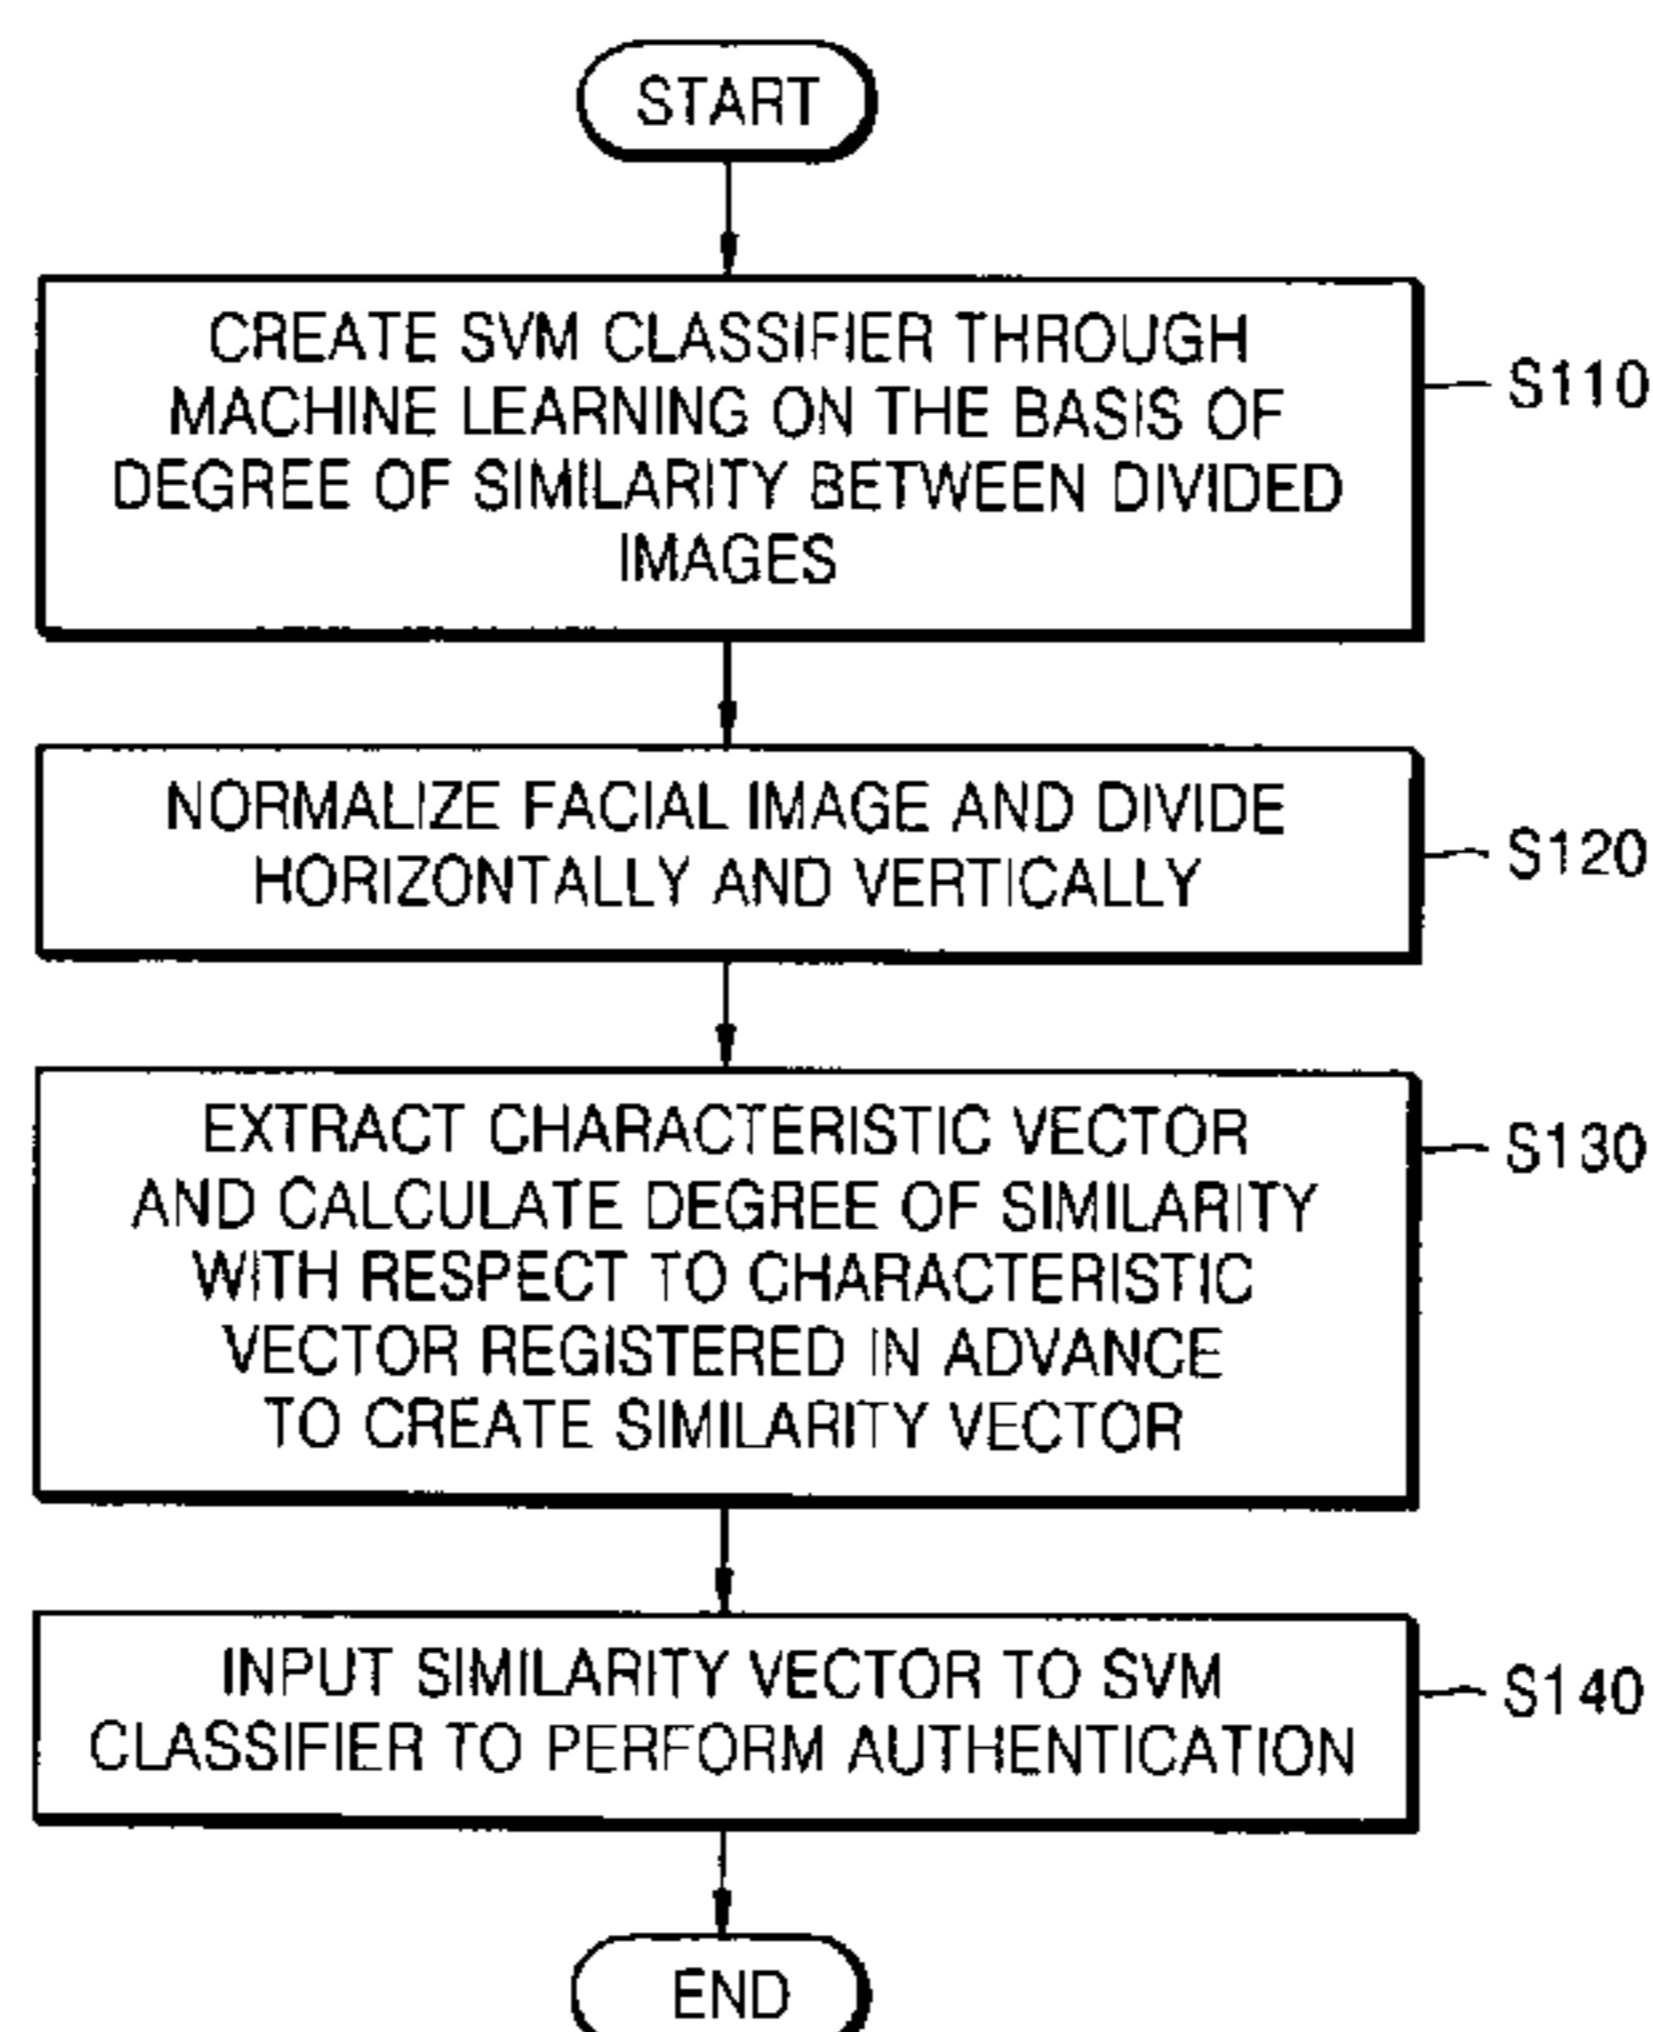 START
CREATE SVM CLASSIFIER THROUGH
MACHINE LEARNING ON THE BASIS OF
DEGREE OF SIMILARITY BETWEEN DIVIDED
IMAGES
S110
NORMALIZE FACIAL IMAGE AND DIVIDE
HORIZONTALLY AND VERTICALLY
S120
EXTRACT CHARACTERISTIC VECTOR
AND CALCULATE DEGREE OF SIMILARITY
WITH RESPECT TO CHARACTERISTIC
VECTOR REGISTERED IN ADVANCE
TO CREATE SIMILARITY VECTOR
S130
INPUT SIMILARITY VECTOR TO SVM
CLASSIFIER TO PERFORM AUTHENTICATION
S140
END